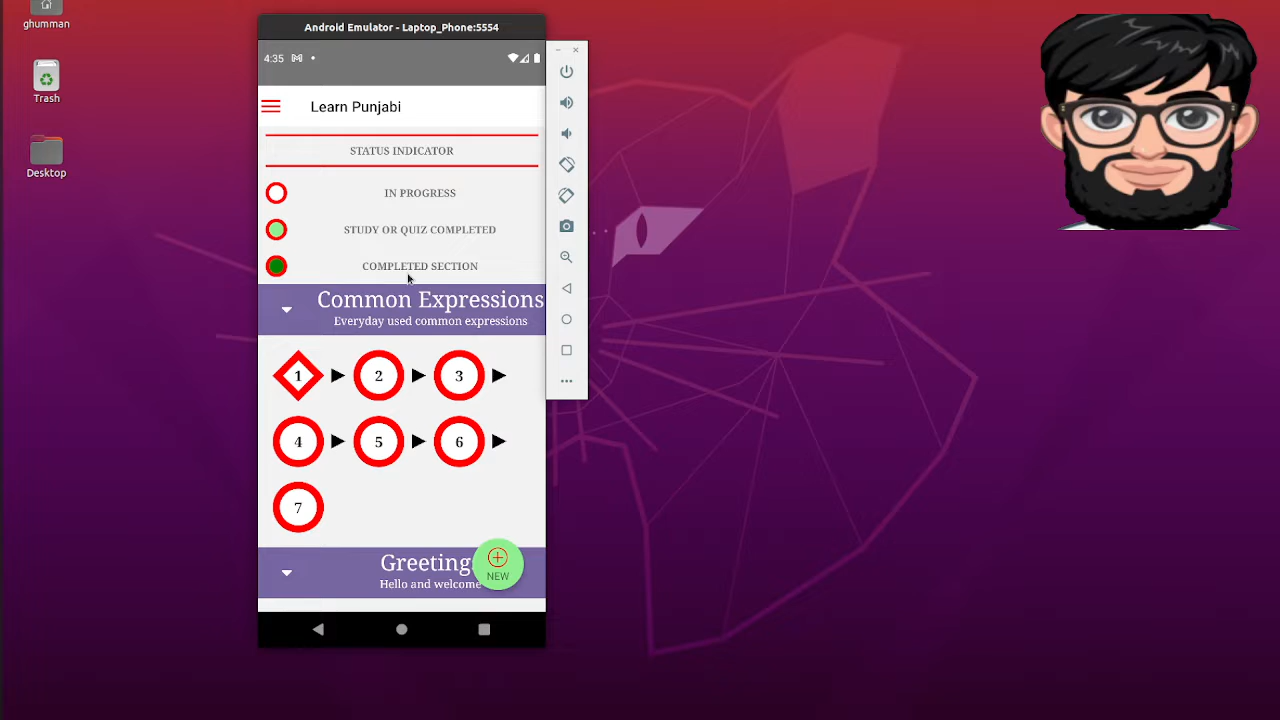 ghumman
Trash
Desktop
Android Emulator - Laptop_Phone:5554
4:35
Learn Punjabi
STATUS INDICATOR
IN PROGRESS
STUDY OR QUIZ COMPLETED
COMPLETED SECTION
Common Expressions
Everyday used common expressions
1 2 3
4 5 6
7
Greeting
Hello and welcome
NEW